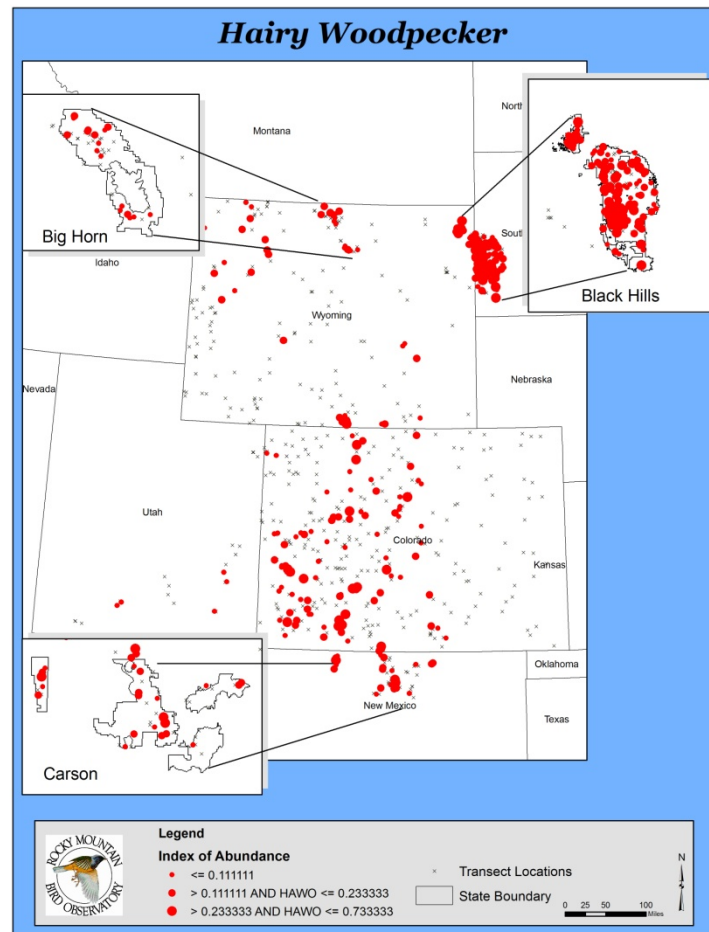 Hairy Woodpecker
Montana
North
Big Horn
Idaho
South
Black Hills
Wyoming
Nebraska
Nevada
Utah
Colorado
Kansas
Oklahoma
New Mexico
Texas
Carson
ROCKY MOUNTAIN
BIRD OBSERVATORY
Legend
Index of Abundance
<= 0.111111
> 0.111111 AND HAWO <= 0.233333
> 0.233333 AND HAWO <= 0.733333
Transect Locations
State Boundary
N
0 25 50 100
Miles